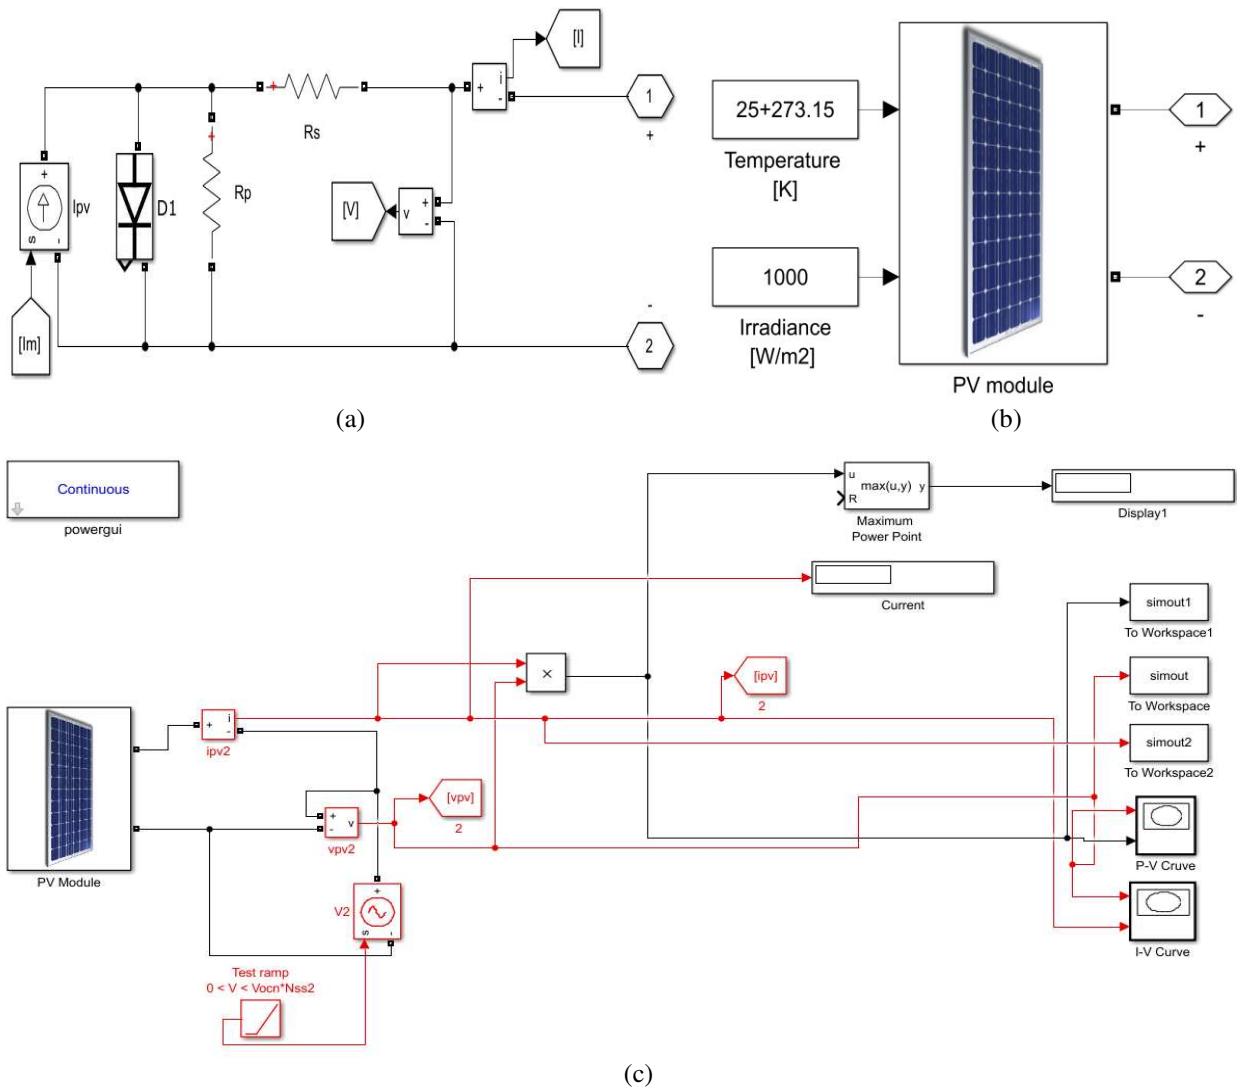 [I]
+
i
-
1
+
Rs
Ipv
+
s
-
D1
Rp
[V]
v
+
-
[Im]
-
2
(a)
25+273.15
Temperature
[K]
1000
Irradiance
[W/m2]
PV module
1
+
2
-
(b)
Continuous
powergui
u
R
max(u,y)
y
Maximum
Power Point
Display1
Current
simout1
To Workspace1
×
[ipv]
2
simout
To Workspace
simout2
To Workspace2
+
i
-
ipv2
PV Module
[vpv]
2
+
-
v
vpv2
V2
+
s
-
P-V Cruve
I-V Curve
Test ramp
0 < V < Vocn*Nss2
(c)